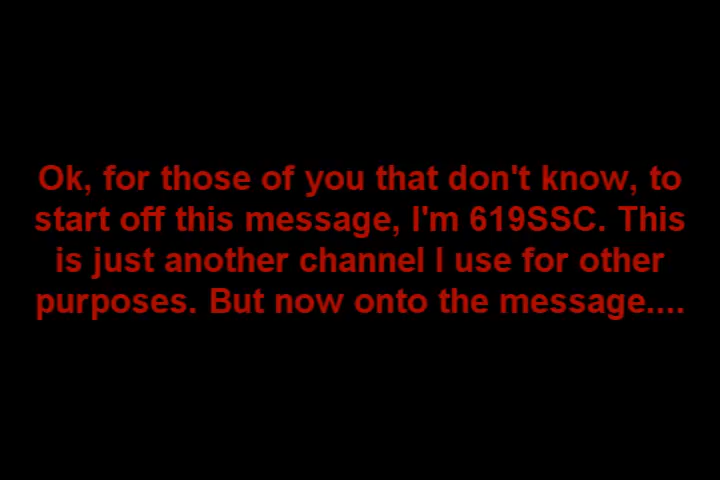 Ok, for those of you that don't know, to
start off this message, I'm 619SSC. This
is just another channel I use for other
purposes. But now onto the message....